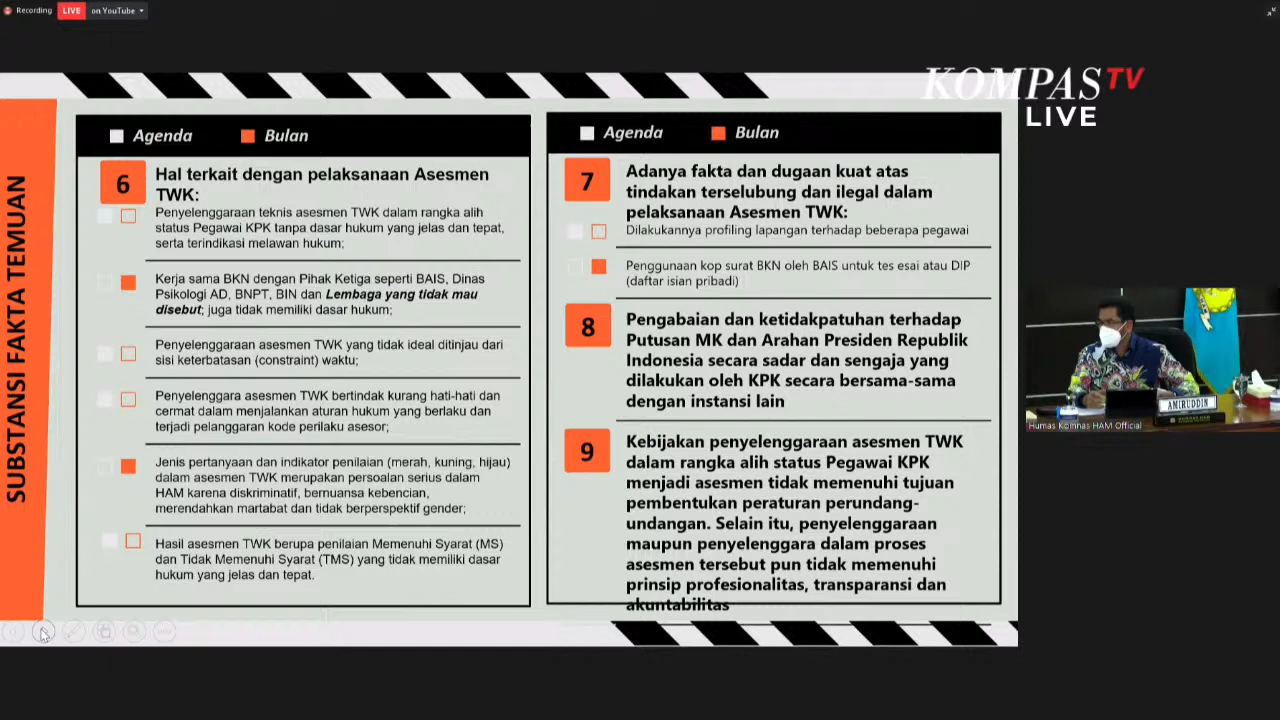 Recording
LIVE
on YouTube
KOMPAS TV
LIVE
SUBSTANSI FAKTA TEMUAN
Agenda Bulan
6
Hal terkait dengan pelaksanaan Asesmen
TWK:
Penyelenggaraan teknis asesmen TWK dalam rangka alih
status Pegawai KPK tanpa dasar hukum yang jelas dan tepat,
serta terindikasi melawan hukum;
Kerja sama BKN dengan Pihak Ketiga seperti BAIS, Dinas
Psikologi AD, BNPT, BIN dan Lembaga yang tidak mau
disebut; juga tidak memiliki dasar hukum;
Penyelenggaraan asesmen TWK yang tidak ideal ditinjau dari
sisi keterbatasan (constraint) waktu;
Penyelenggara asesmen TWK bertindak kurang hati-hati dan
cermat dalam menjalankan aturan hukum yang berlaku dan
terjadi pelanggaran kode perilaku asesor;
Jenis pertanyaan dan indikator penilaian (merah, kuning, hijau)
dalam asesmen TWK merupakan persoalan serius dalam
HAM karena diskriminatif, bernuansa kebencian,
merendahkan martabat dan tidak berperspektif gender;
Hasil asesmen TWK berupa penilaian Memenuhi Syarat (MS)
dan Tidak Memenuhi Syarat (TMS) yang tidak memiliki dasar
hukum yang jelas dan tepat.
Agenda Bulan
7
Adanya fakta dan dugaan kuat atas
tindakan terselubung dan ilegal dalam
pelaksanaan Asesmen TWK:
Dilakukannya profiling lapangan terhadap beberapa pegawai
Penggunaan kop surat BKN oleh BAIS untuk tes esai atau DIP
(daftar isian pribadi)
8
Pengabaian dan ketidakpatuhan terhadap
Putusan MK dan Arahan Presiden Republik
Indonesia secara sadar dan sengaja yang
dilakukan oleh KPK secara bersama-sama
dengan instansi lain
9
Kebijakan penyelenggaraan asesmen TWK
dalam rangka alih status Pegawai KPK
menjadi asesmen tidak memenuhi tujuan
pembentukan peraturan perundang-
undangan. Selain itu, penyelenggaraan
maupun penyelenggara dalam proses
asesmen tersebut pun tidak memenuhi
prinsip profesionalitas, transparansi dan
akuntabilitas
AMIRUDDIN
Humas Komnas HAM Official